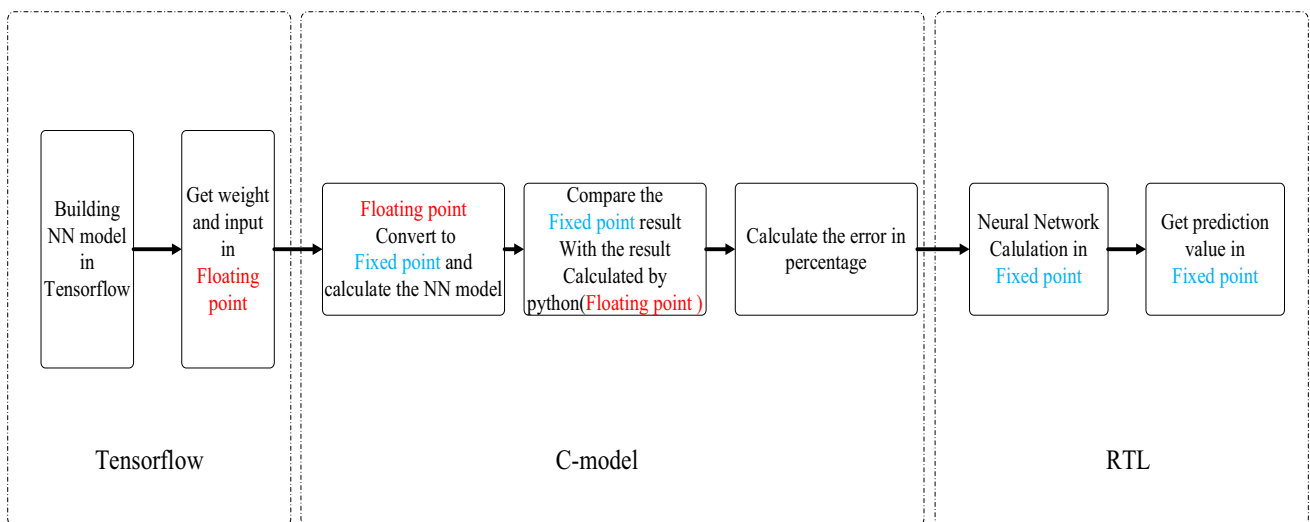 Building
NN model
in
Tensorflow
Get weight
and input
in
Floating
point
Floating point
Convert to
Fixed point and
calculate the NN model
Compare the
Fixed point result
With the result
Calculated by
python(Floating point )
Calculate the error in
percentage
Neural Network
Calulation in
Fixed point
Get prediction
value in
Fixed point
Tensorflow
C-model
RTL